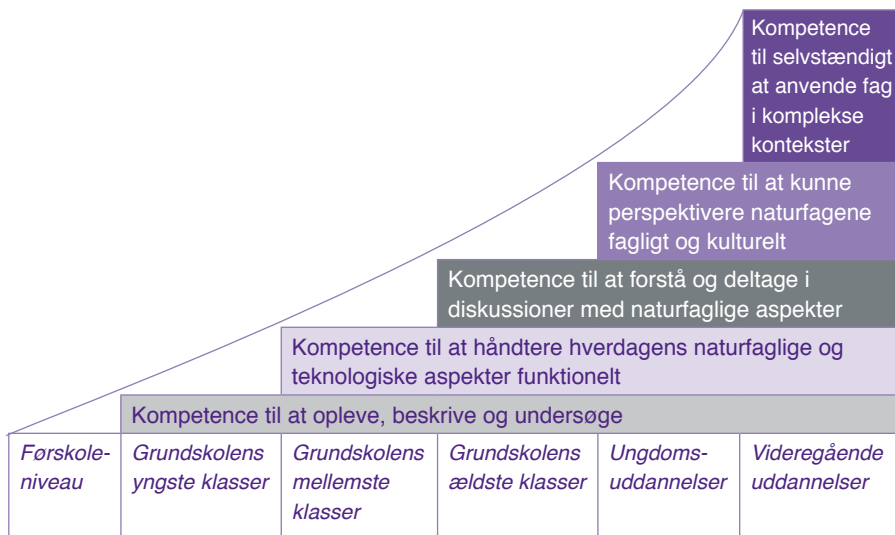 Kompetence
til selvstændigt
at anvende fag
i komplekse
kontekster
Kompetence til at kunne
perspektivere naturfagene
fagligt og kulturelt
Kompetence til at forstå og deltage i
diskussioner med naturfaglige aspekter
Kompetence til at håndtere hverdagens naturfaglige og
teknologiske aspekter funktionelt
Kompetence til at opleve, beskrive og undersøge
Førskole-
niveau
Grundskolens
yngste klasser
Grundskolens
mellemste
klasser
Grundskolens
ældste klasser
Ungdoms-
uddannelser
Videregående
uddannelser